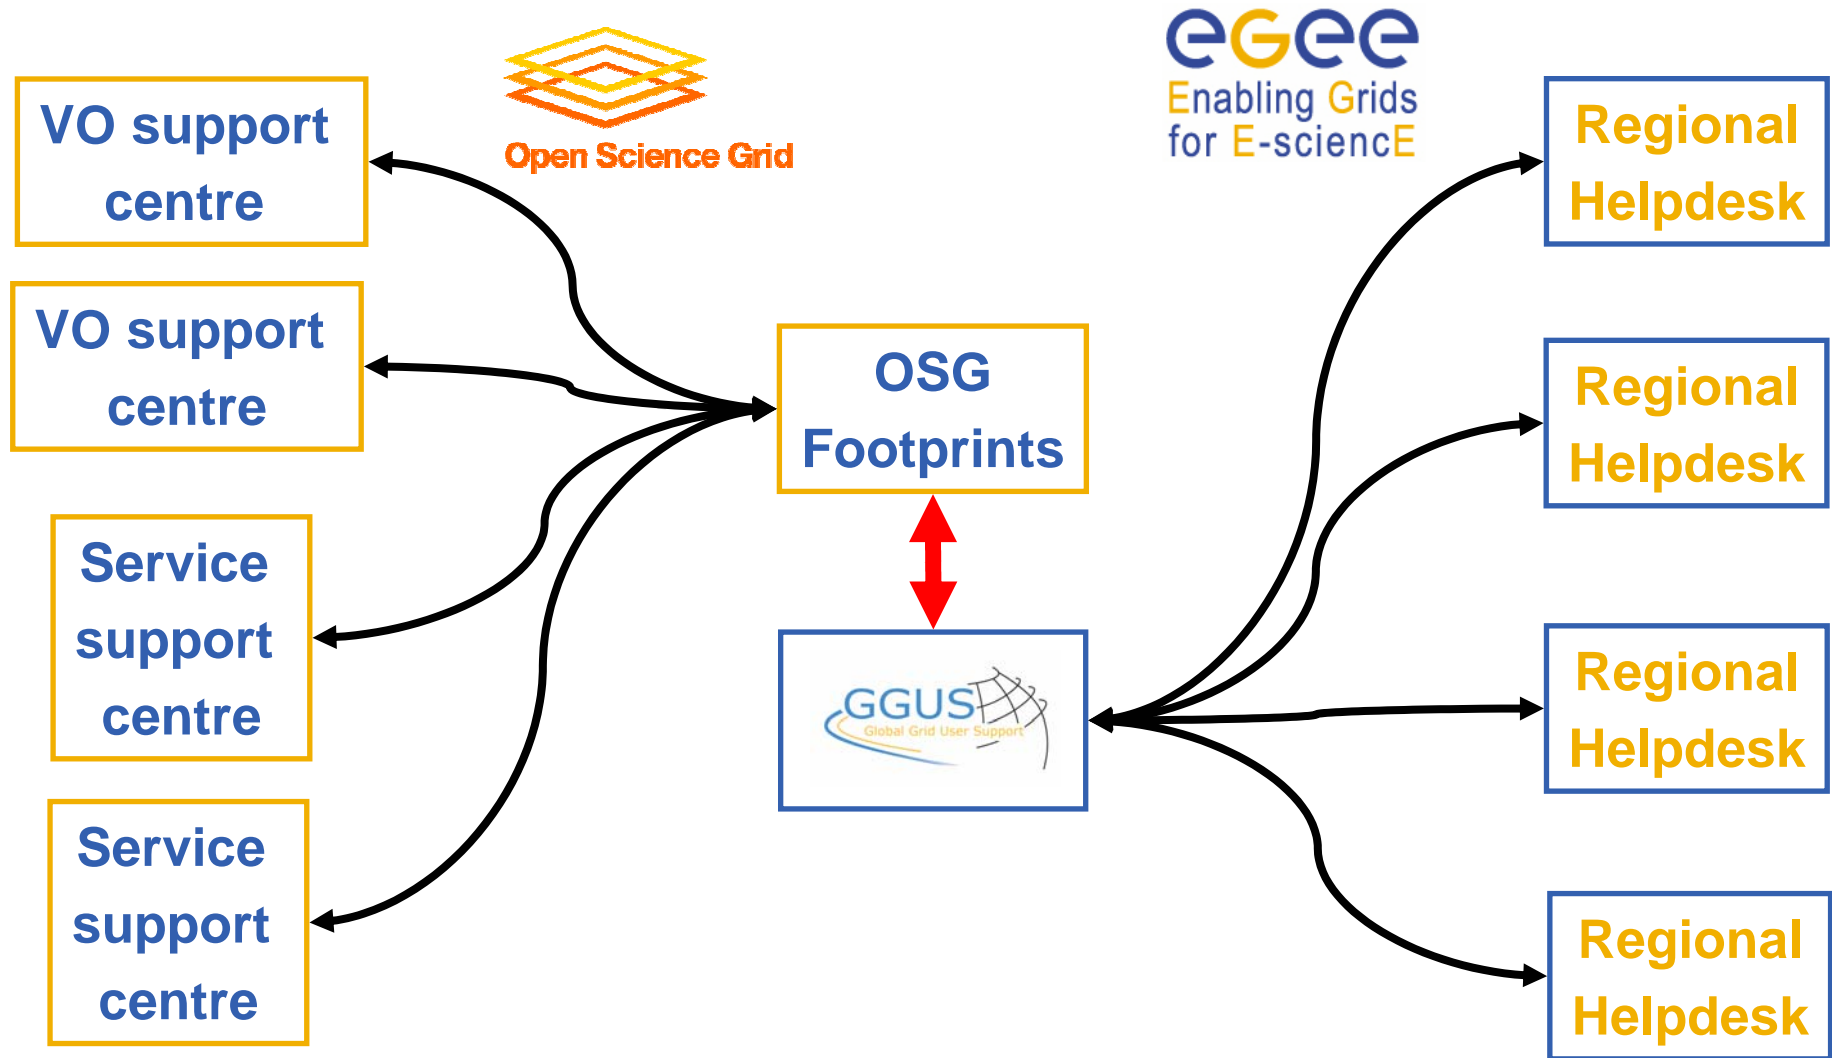 Open Science Grid
eGee
Enabling Grids
for E-sciencE
VO support
centre
VO support
centre
Service
support
centre
Service
support
centre
OSG
Footprints
GGUS
Global Grid User Support
Regional
Helpdesk
Regional
Helpdesk
Regional
Helpdesk
Regional
Helpdesk